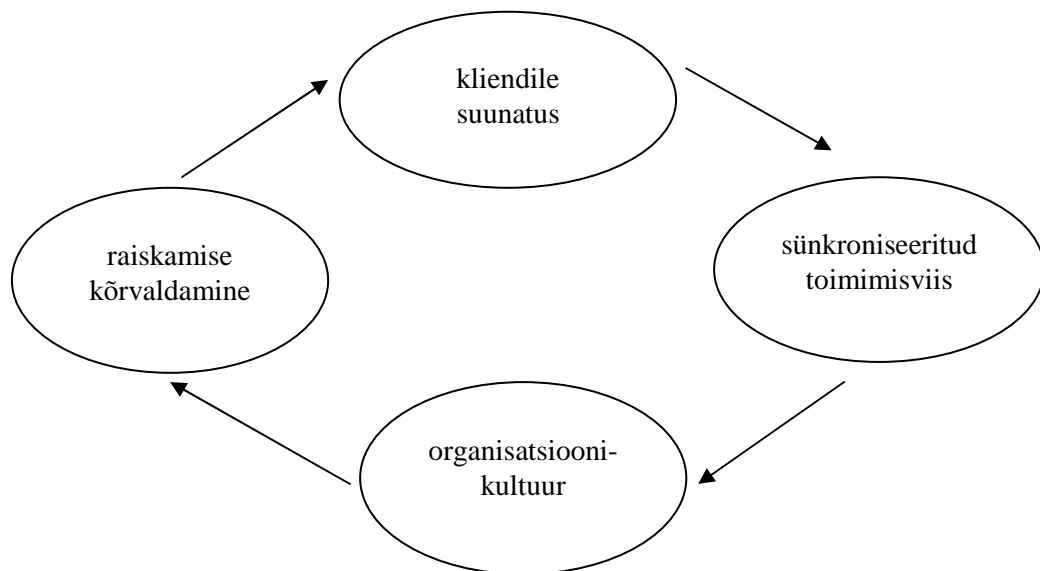 kliendile
suunatus
sünkroniseeritud
toimimisviis
organisatsiooni-
kultuur
raiskamise
kõrvaldamine